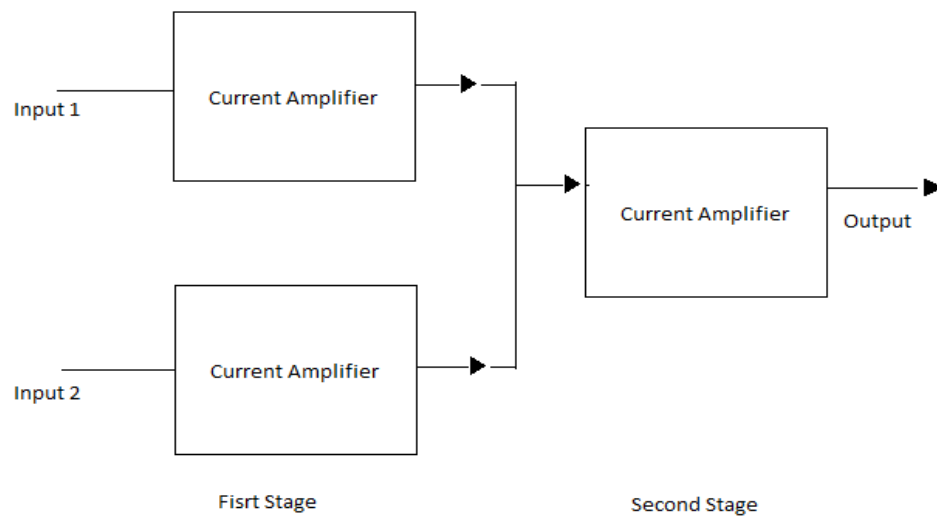 Current Amplifier
Input 1
Current Amplifier
Output
Current Amplifier
Input 2
Fisrt Stage
Second Stage